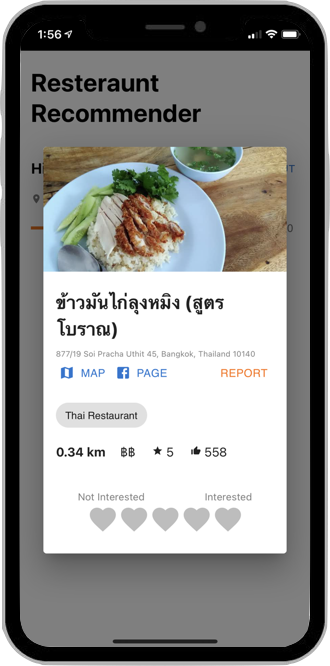 1:56
Resteraunt
Recommender
H
ข้าวมันไก่ลุงหมิง (สูตร
โบราณ)
877/19 Soi Pracha Uthit 45, Bangkok, Thailand 10140
MAP PAGE REPORT
Thai Restaurant
0.34 km ฿฿ 5 558
Not Interested Interested